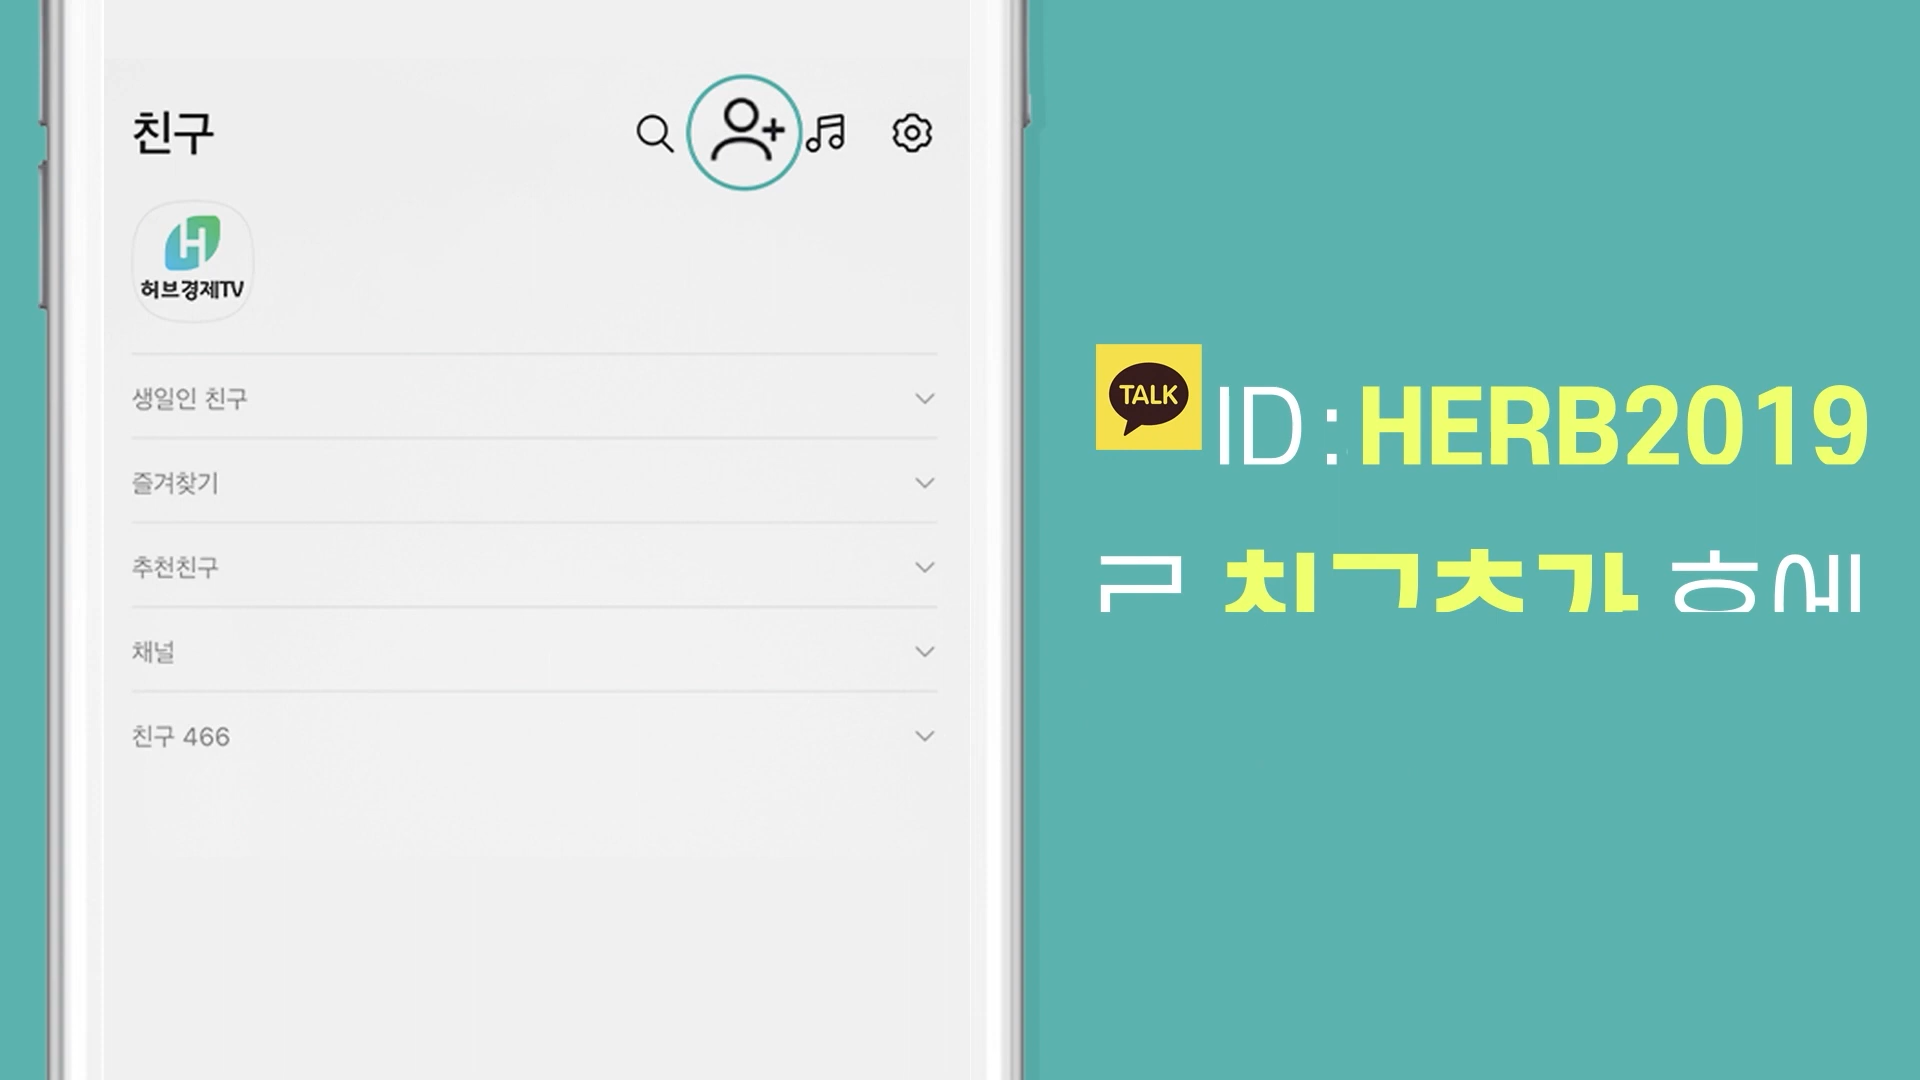 친구
허브경제TV
생일인 친구
즐겨찾기
추천친구
채널
친구 466
TALK
ID : HERB2019